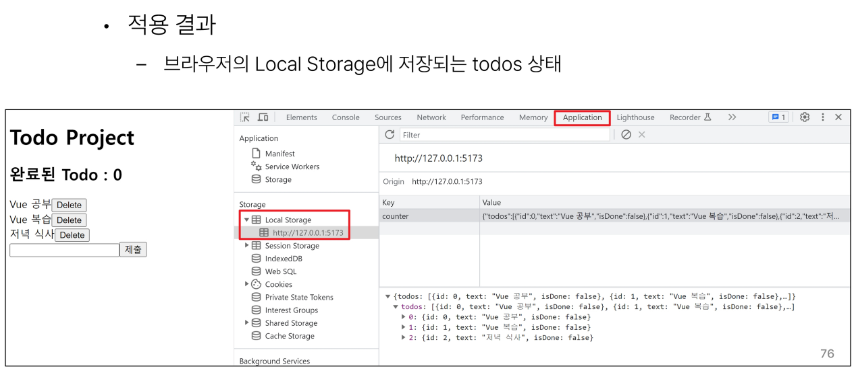 • 적용 결과
– 브라우저의 Local Storage에 저장되는 todos 상태
Todo Project
완료된 Todo : 0
Vue 공부 Delete
Vue 복습 Delete
저녁 식사 Delete
제출
Elements Console Sources Network Performance Memory Application Lighthouse Recorder 1
Application
Manifest
Service Workers
Storage
Storage
Local Storage
http://127.0.0.1:5173
Session Storage
IndexedDB
Web SQL
Cookies
Private State Tokens
Interest Groups
Shared Storage
Cache Storage
Background Services
Filter
http://127.0.0.1:5173
Origin http://127.0.0.1:5173
Key Value
counter {"todos":[{"id":0,"text":"Vue 공부","isDone":false},{"id":1,"text":"Vue 복습","isDone":false},{"id":2,"text":"저...
▼ {todos: [{id: 0, text: "Vue 공부", isDone: false}, {id: 1, text: "Vue 복습", isDone: false},…]}
▼ todos: [{id: 0, text: "Vue 공부", isDone: false}, {id: 1, text: "Vue 복습", isDone: false},…]
▶ 0: {id: 0, text: "Vue 공부", isDone: false}
▶ 1: {id: 1, text: "Vue 복습", isDone: false}
▶ 2: {id: 2, text: "저녁 식사", isDone: false}
76